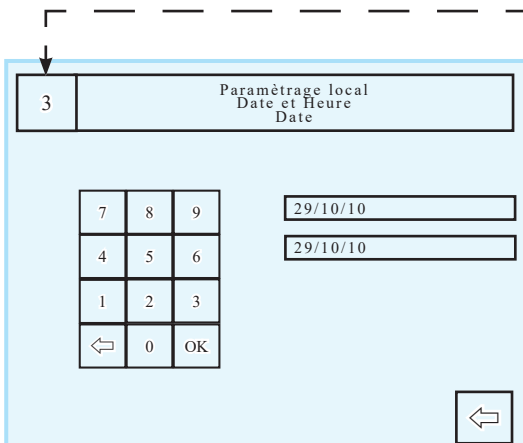 3
Paramètrage local
Date et Heure
Date
7 8 9
29/10/10
4 5 6
29/10/10
1 2 3
0 OK